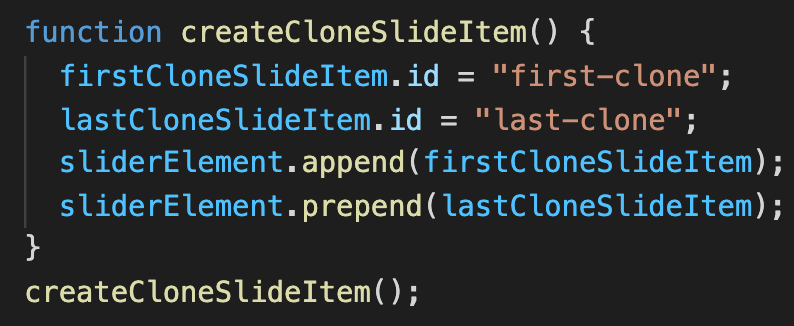 function createCloneSlideItem() {
  firstCloneSlideItem.id = "first-clone";
  lastCloneSlideItem.id = "last-clone";
  sliderElement.append(firstCloneSlideItem);
  sliderElement.prepend(lastCloneSlideItem);
}
createCloneSlideItem();